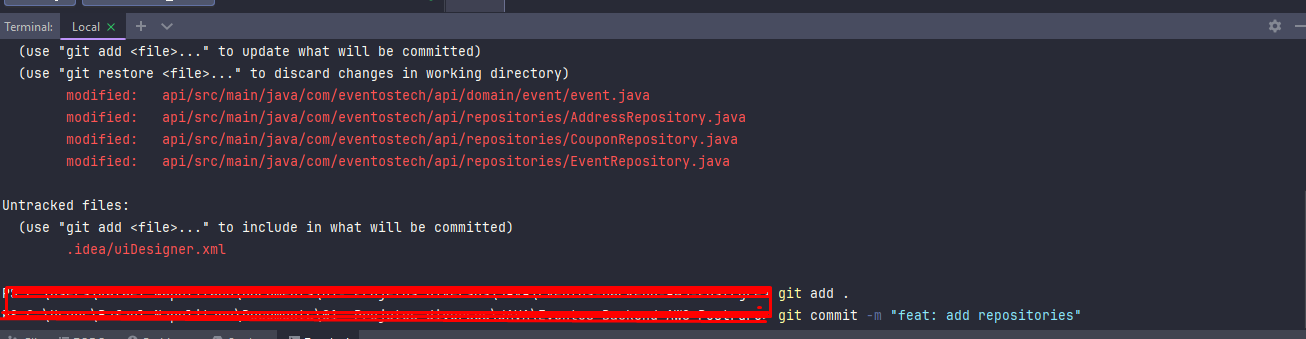 Terminal: Local × + 
(use "git add <file>..." to update what will be committed)
(use "git restore <file>..." to discard changes in working directory)
modified: api/src/main/java/com/eventostech/api/domain/event/event.java
modified: api/src/main/java/com/eventostech/api/repositories/AddressRepository.java
modified: api/src/main/java/com/eventostech/api/repositories/CouponRepository.java
modified: api/src/main/java/com/eventostech/api/repositories/EventRepository.java
Untracked files:
(use "git add <file>..." to include in what will be committed)
.idea/uiDesigner.xml
git add .
git commit -m "feat: add repositories"